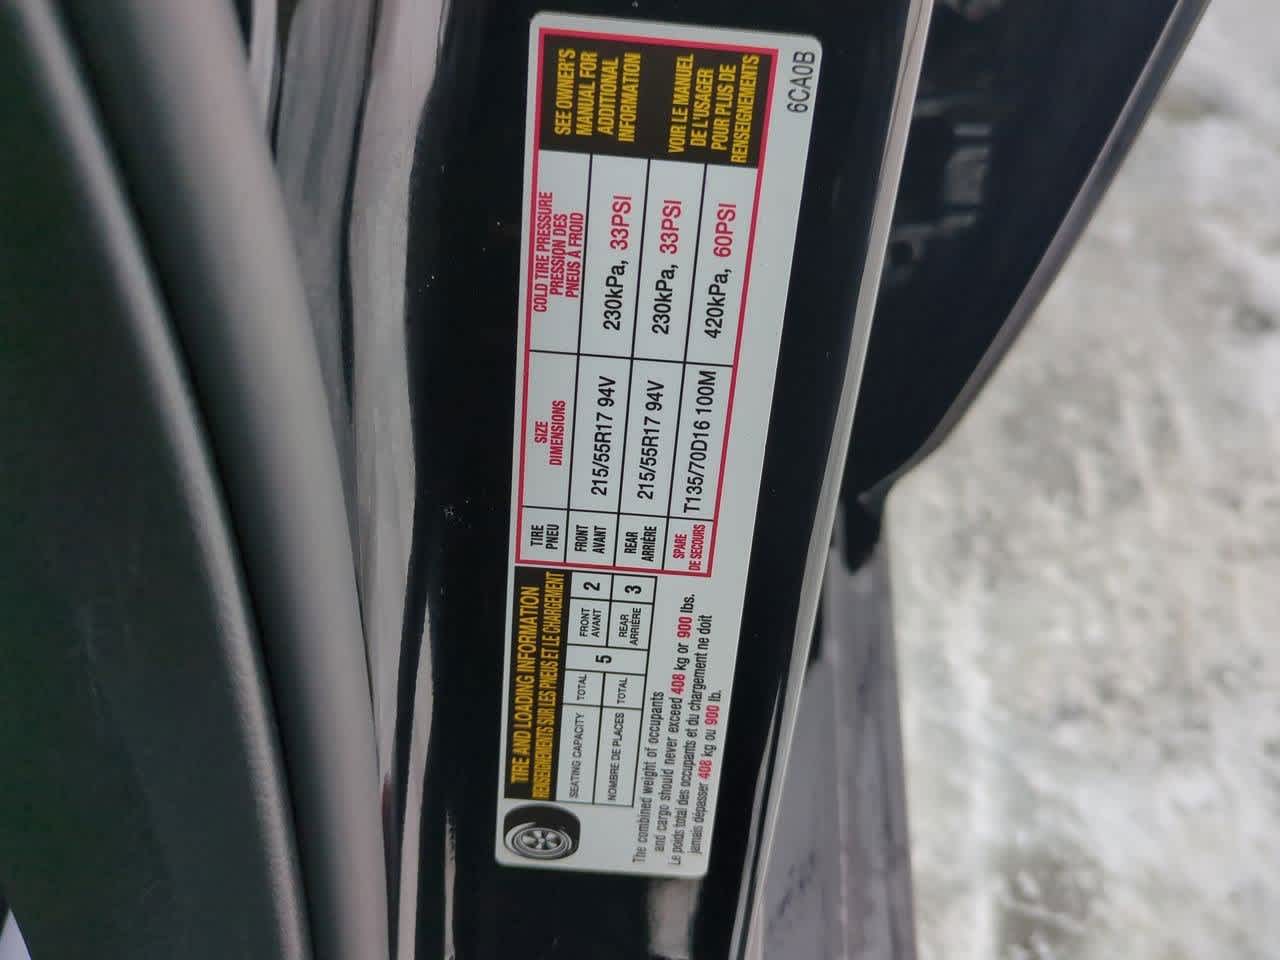 TIRE AND LOADING INFORMATION
RENSEIGNEMENTS SUR LES PNEUS ET LE CHARGEMENT
SEATING CAPACITY TOTAL 5 FRONT AVANT 2
NOMBRE DE PLACES TOTAL REAR ARRIÈRE 3
The combined weight of occupants
and cargo should never exceed 408 kg or 900 lbs.
Le poids total des occupants et du chargement ne doit
jamais dépasser 408 kg ou 900 lb.
TIRE
PNEU
SIZE
DIMENSIONS
COLD TIRE PRESSURE
PRESSION DES
PNEUS À FROID
FRONT
AVANT
215/55R17 94V
230kPa, 33PSI
REAR
ARRIÈRE
215/55R17 94V
230kPa, 33PSI
SPARE
DE SECOURS
T135/70D16 100M
420kPa, 60PSI
SEE OWNER'S
MANUAL FOR
ADDITIONAL
INFORMATION
VOIR LE MANUEL
DE L'USAGER
POUR PLUS DE
RENSEIGNEMENTS
6CA0B